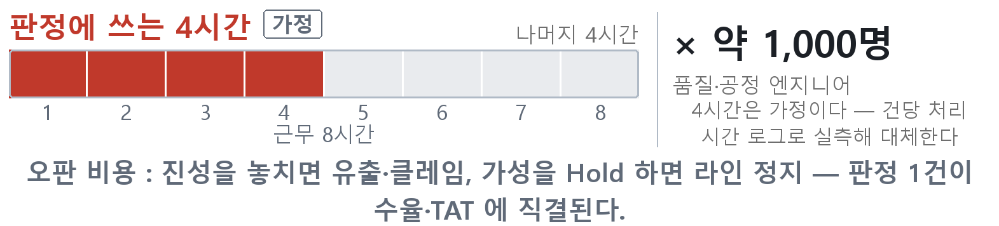 판정에 쓰는 4시간 가정
나머지 4시간
1 2 3 4 5 6 7 8
근무 8시간
× 약 1,000명
품질·공정 엔지니어
4시간은 가정이다 — 건당 처리
시간 로그로 실측해 대체한다
오판 비용 : 진성을 놓치면 유출·클레임, 가성을 Hold 하면 라인 정지 — 판정 1건이
수율·TAT 에 직결된다.